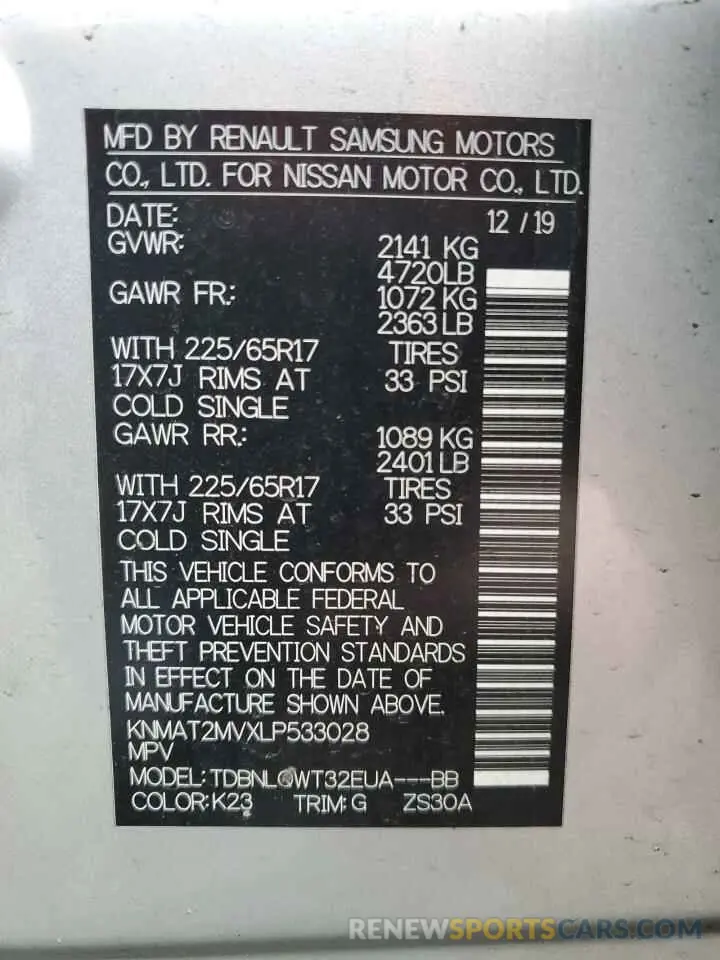 MFD BY RENAULT SAMSUNG MOTORS
CO., LTD. FOR NISSAN MOTOR CO., LTD.
DATE: 12 / 19
GVWR: 2141 KG
4720LB
GAWR FR.: 1072 KG
2363 LB
WITH 225/65R17 TIRES
17X7J RIMS AT 33 PSI
COLD SINGLE
GAWR RR.: 1089 KG
2401 LB
WITH 225/65R17 TIRES
17X7J RIMS AT 33 PSI
COLD SINGLE
THIS VEHICLE CONFORMS TO
ALL APPLICABLE FEDERAL
MOTOR VEHICLE SAFETY AND
THEFT PREVENTION STANDARDS
IN EFFECT ON THE DATE OF
MANUFACTURE SHOWN ABOVE.
KNMAT2MVXLP533028
MPV
MODEL: TDBNLQWT32EUA---BB
COLOR: K23 TRIM: G ZS30A
RENEWSPORTSCARS.COM